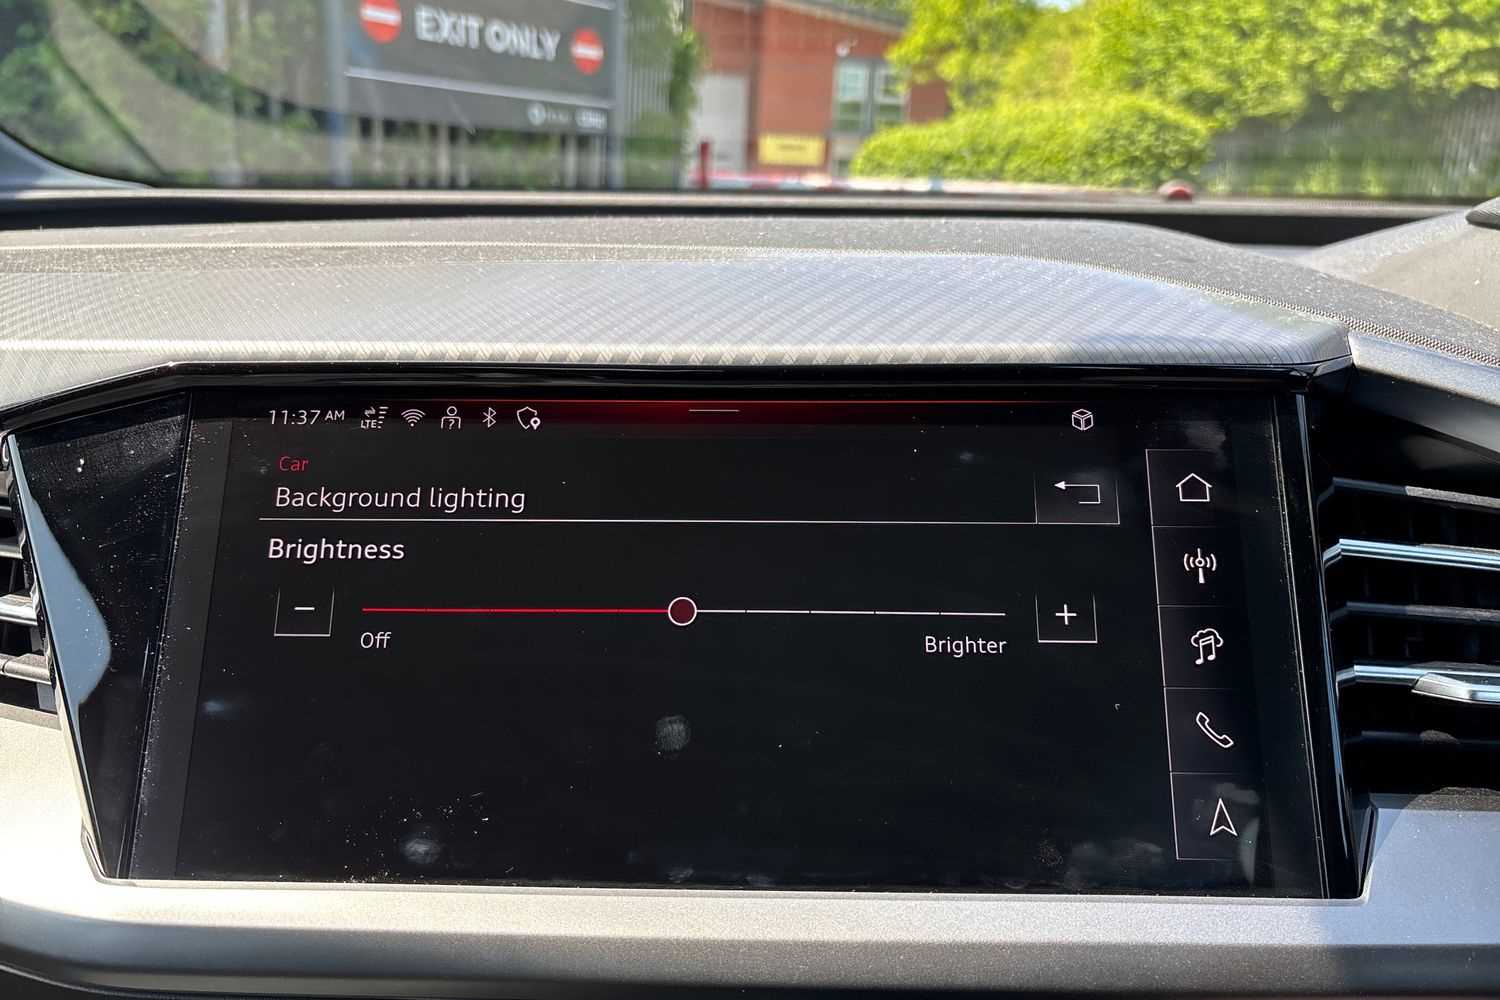 EXIT ONLY
11:37 AM
LTE
Car
Background lighting
Brightness
Off
Brighter